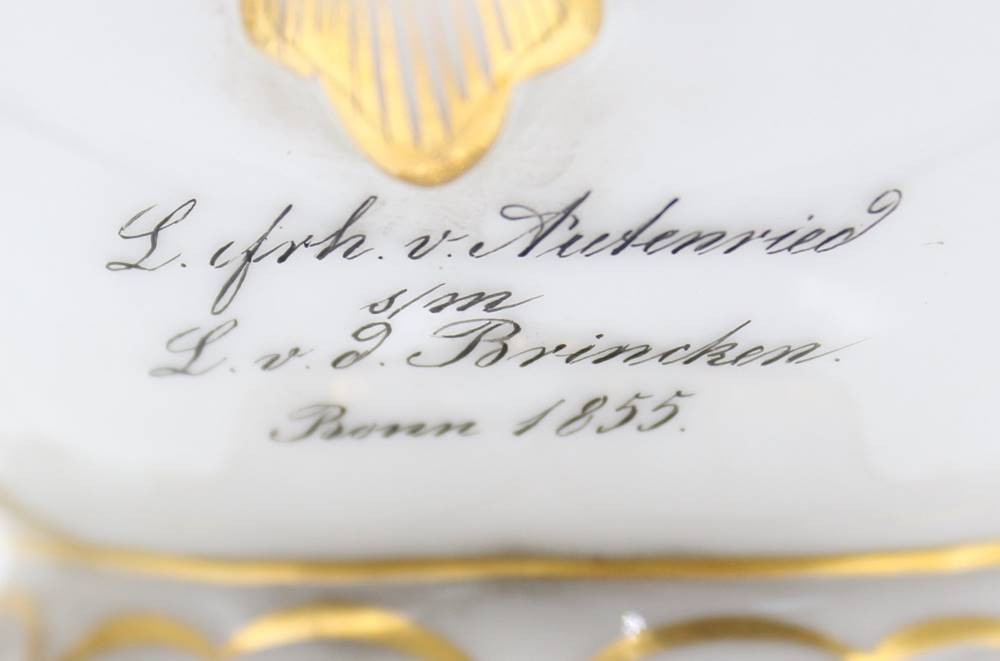 L. Frh. v. Autenried
s/m
L. v. d. Brincken.
Bonn 1855.